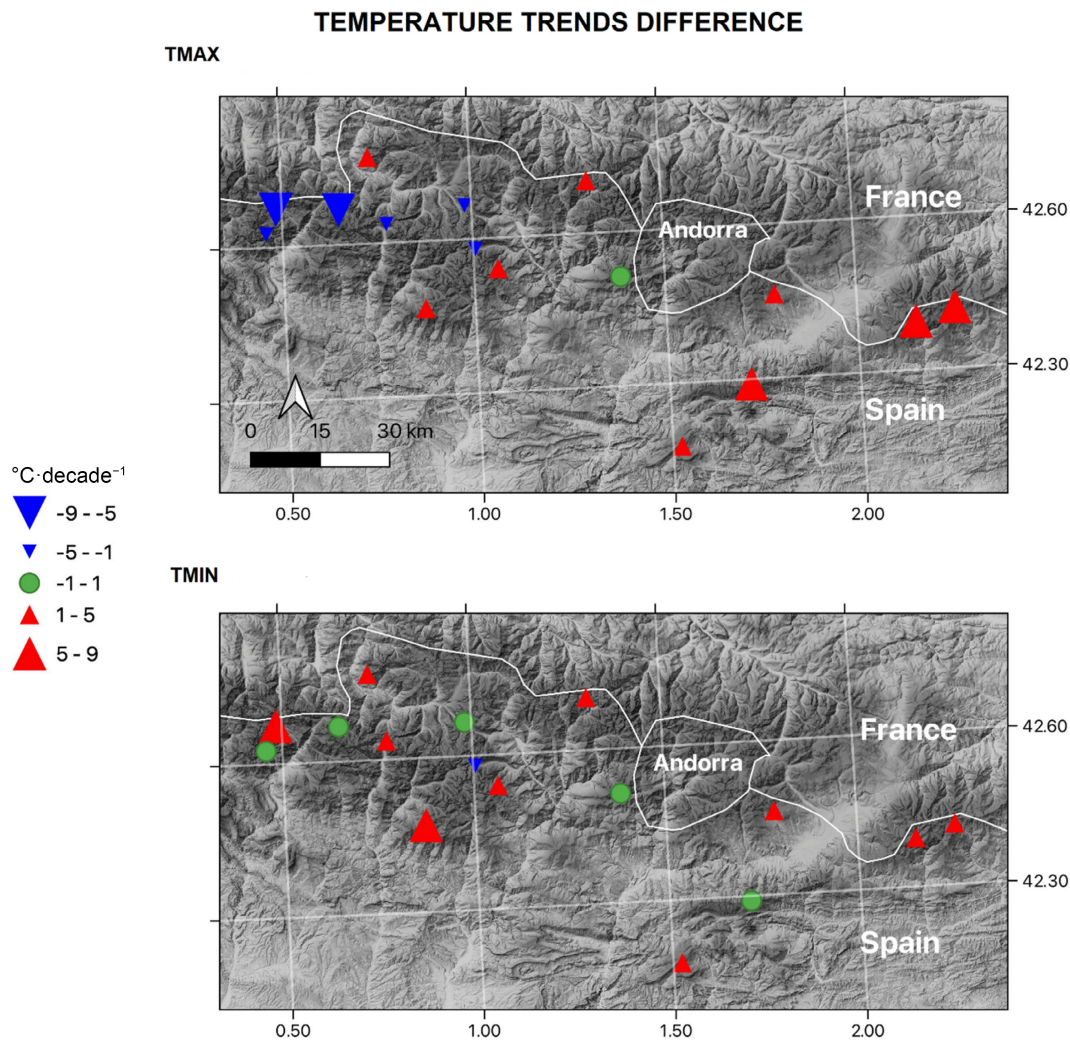 TEMPERATURE TRENDS DIFFERENCE
TMAX
France
Andorra
42.60
42.30
Spain
0 15 30 km
0.50 1.00 1.50 2.00
°C·decade⁻¹
-9 - -5
-5 - -1
-1 - 1
1 - 5
5 - 9
TMIN
France
Andorra
42.60
42.30
Spain
0.50 1.00 1.50 2.00